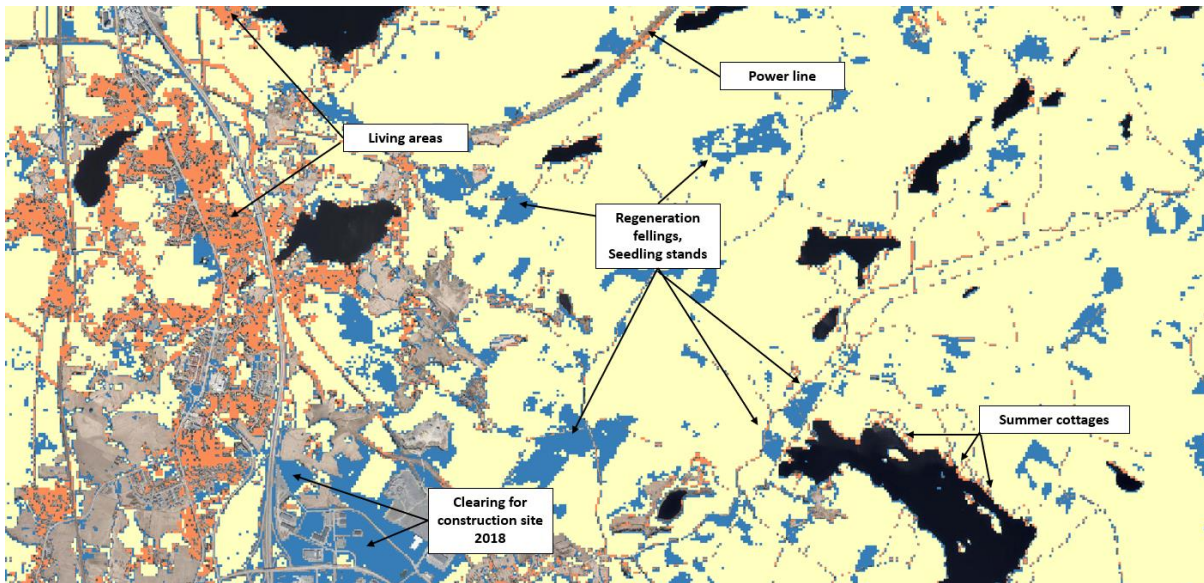 Power line
Living areas
Regeneration
fellings,
Seedling stands
Summer cottages
Clearing for
construction site
2018